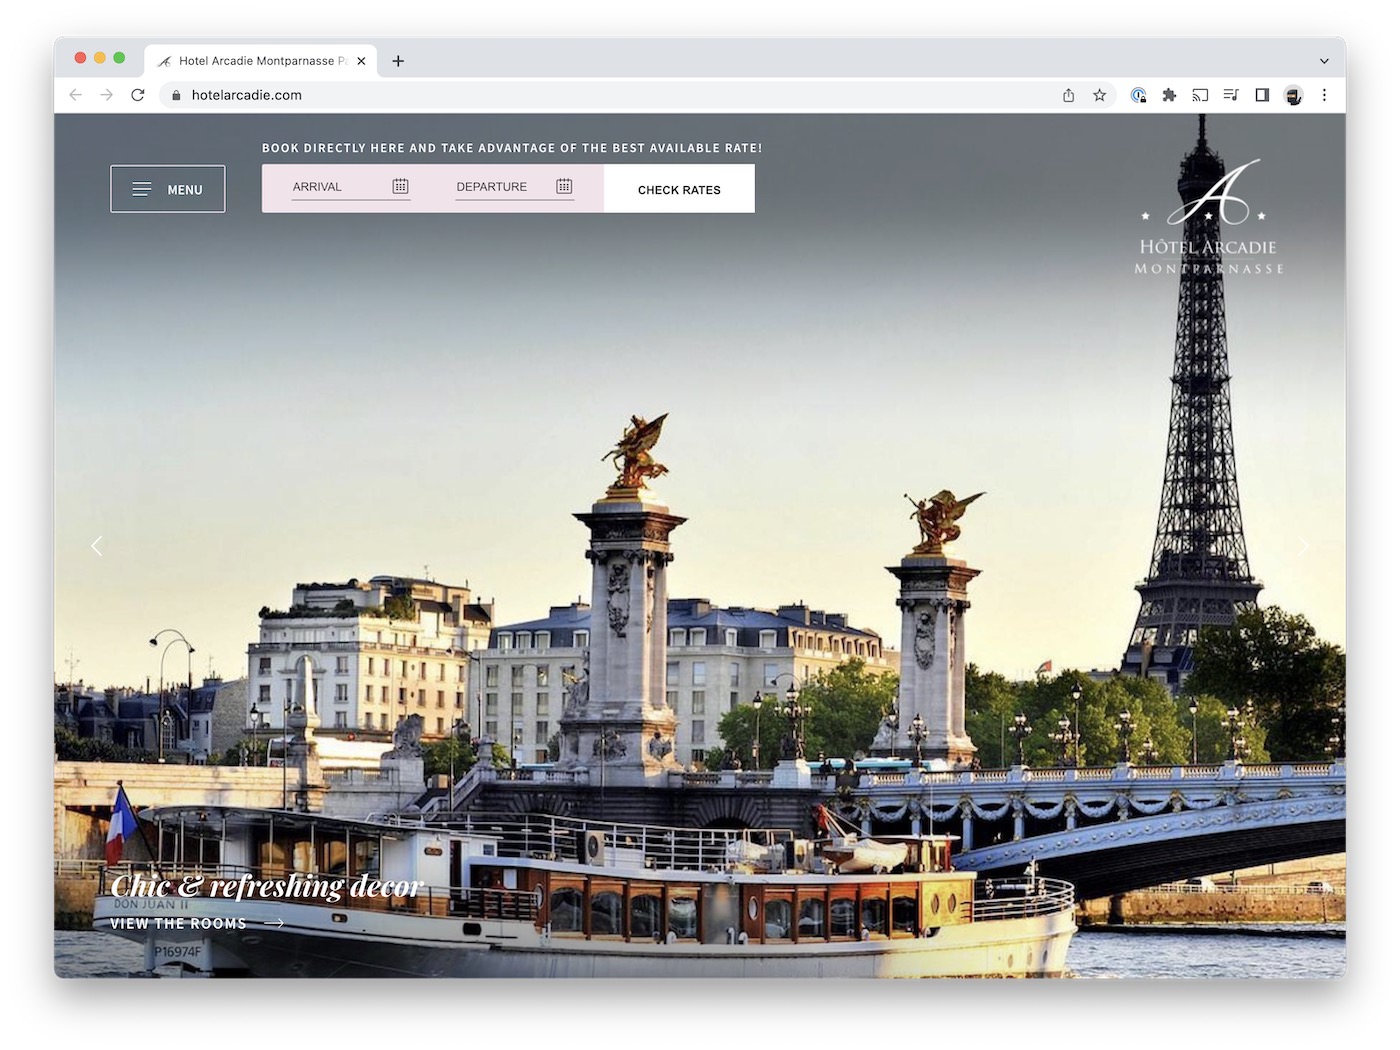 Hotel Arcadie Montparnasse Pa
hotelarcadie.com
BOOK DIRECTLY HERE AND TAKE ADVANTAGE OF THE BEST AVAILABLE RATE!
MENU
ARRIVAL
DEPARTURE
CHECK RATES
A
HÔTEL ARCADIE
MONTPARNASSE
Chic & refreshing decor
DON JUAN II
VIEW THE ROOMS
P16974F